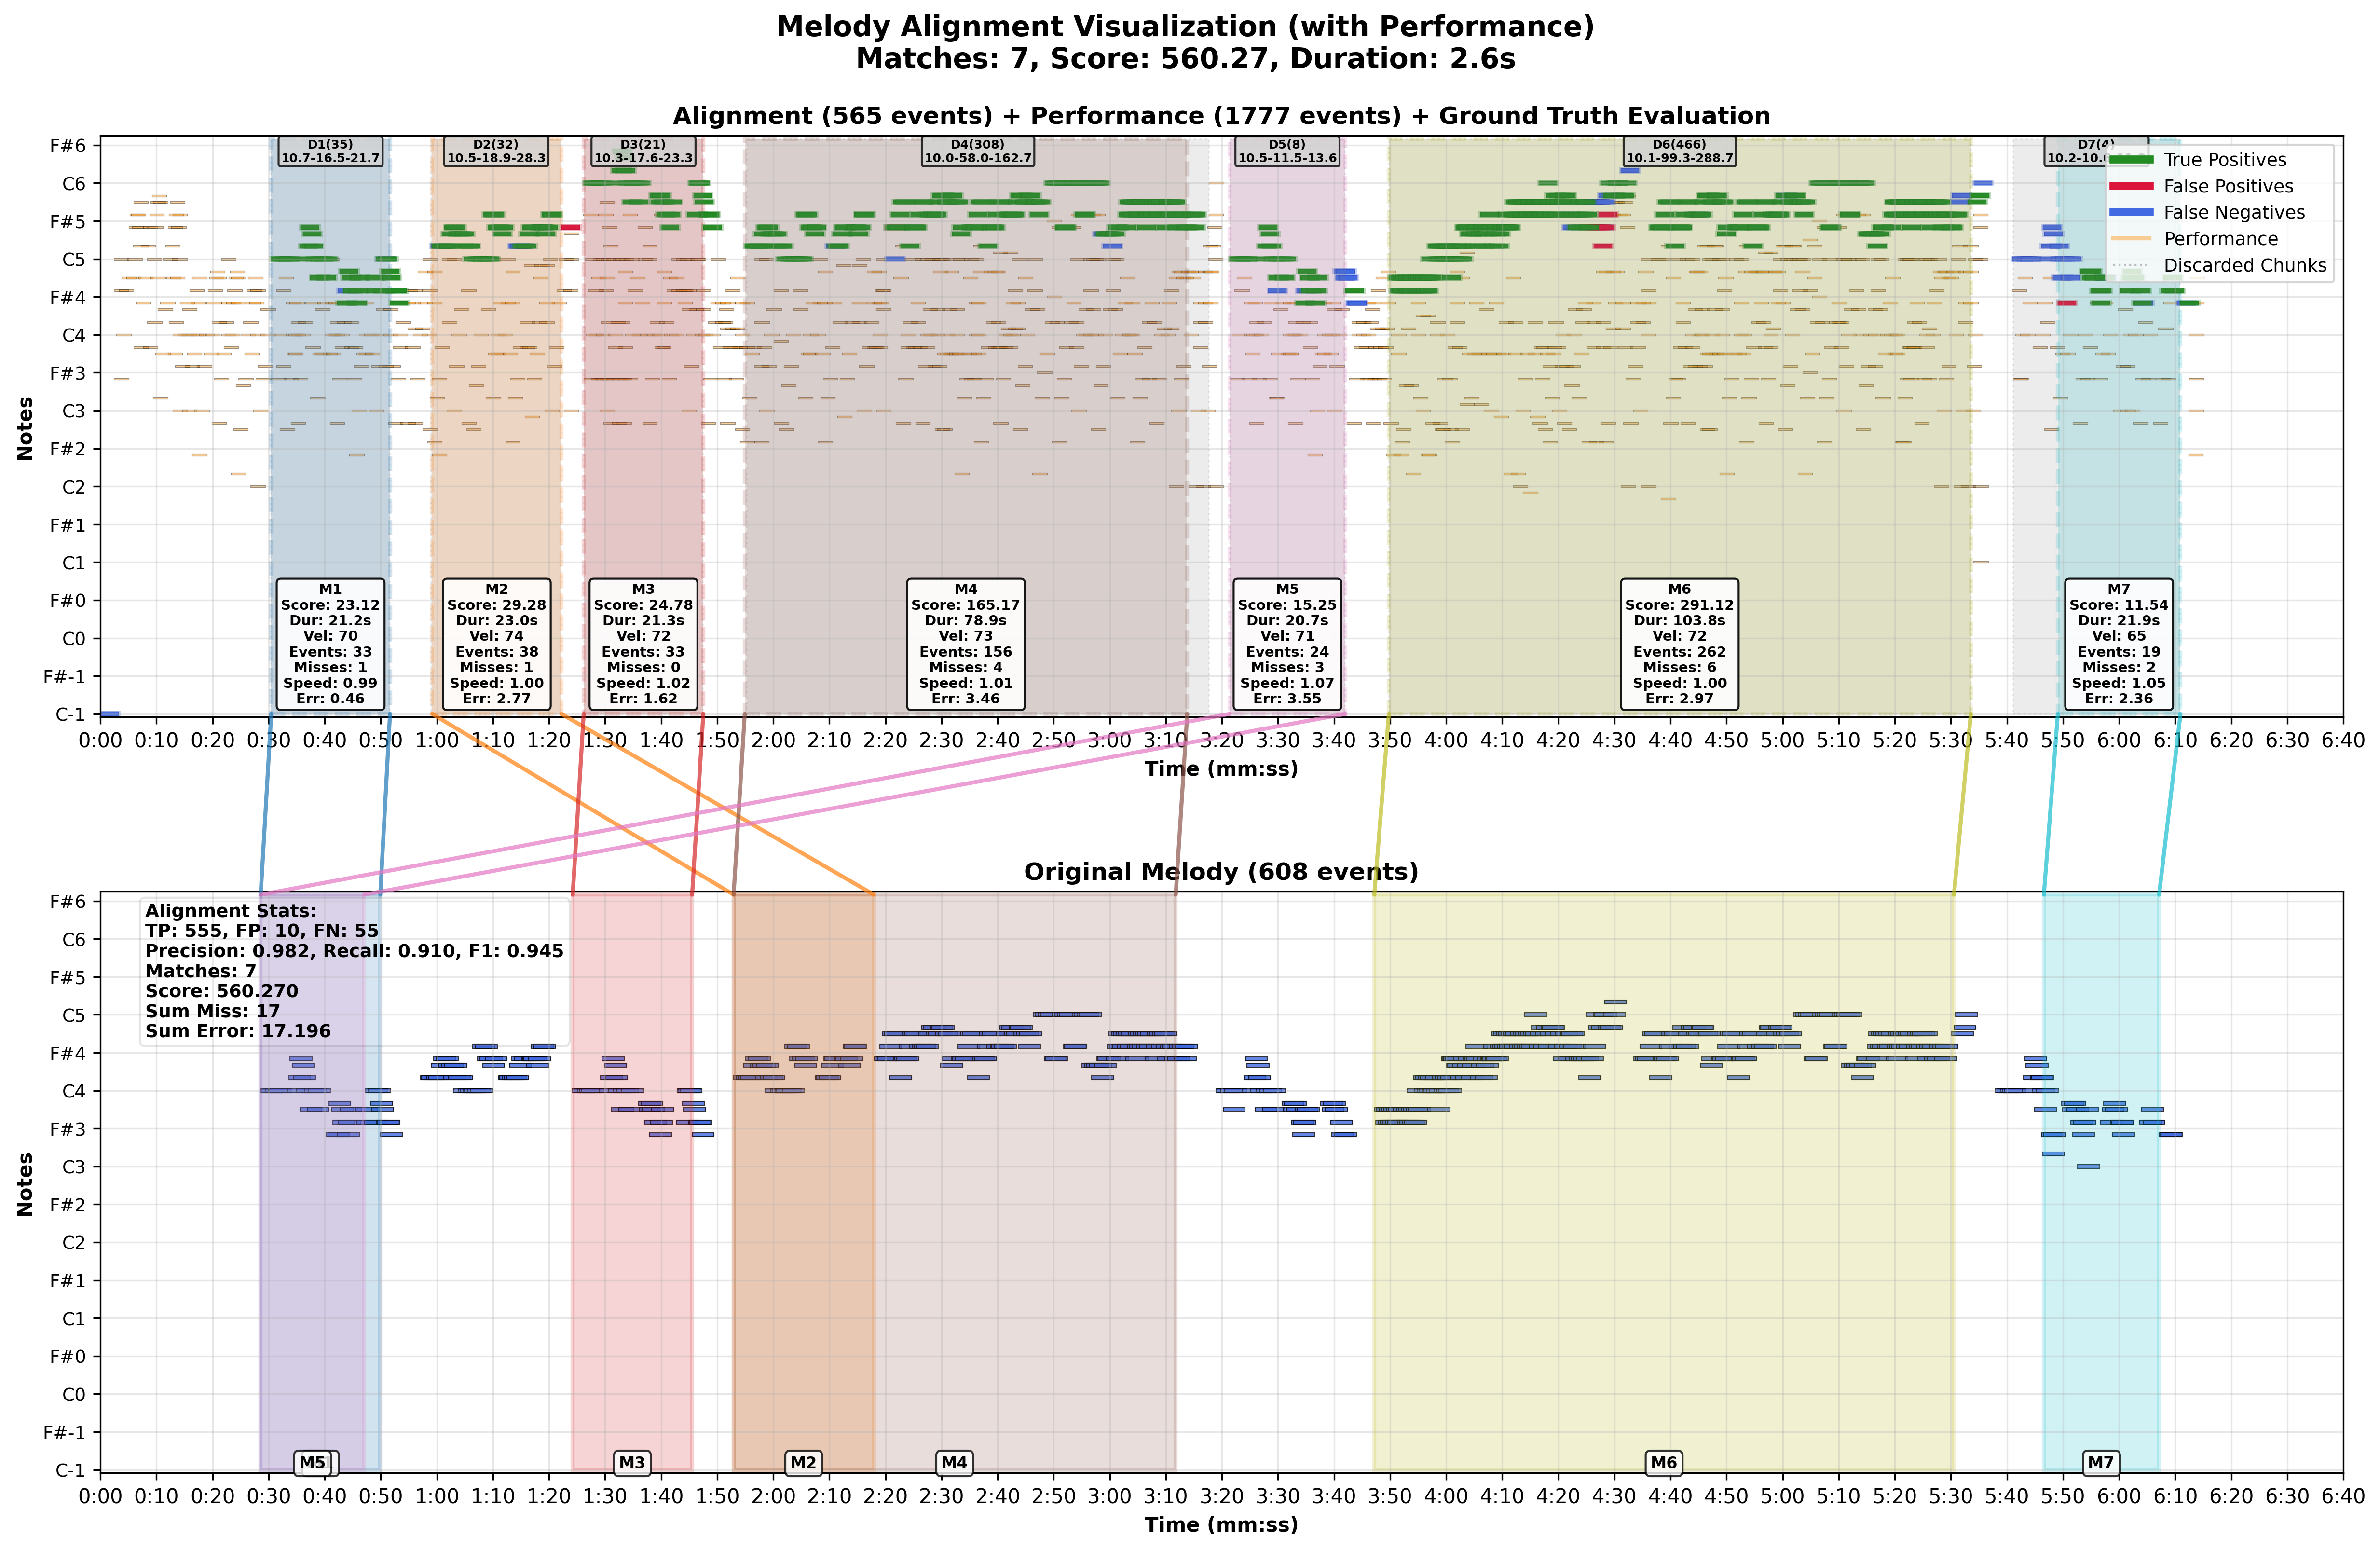 Melody Alignment Visualization (with Performance)
Matches: 7, Score: 560.27, Duration: 2.6s
Alignment (565 events) + Performance (1777 events) + Ground Truth Evaluation
F#6
C6
F#5
C5
F#4
C4
F#3
C3
F#2
C2
F#1
C1
F#0
C0
F#-1
C-1
Notes
D1(35)
10.7-16.5-21.7
D2(32)
10.5-18.9-28.3
D3(21)
10.3-17.6-23.3
D4(308)
10.0-58.0-162.7
D5(8)
10.5-11.5-13.6
D6(466)
10.1-99.3-288.7
D7(4)
True Positives
False Positives
False Negatives
Performance
Discarded Chunks
M1
Score: 23.12
Dur: 21.2s
Vel: 70
Events: 33
Misses: 1
Speed: 0.99
Err: 0.46
M2
Score: 29.28
Dur: 23.0s
Vel: 74
Events: 38
Misses: 1
Speed: 1.00
Err: 2.77
M3
Score: 24.78
Dur: 21.3s
Vel: 72
Events: 33
Misses: 0
Speed: 1.02
Err: 1.62
M4
Score: 165.17
Dur: 78.9s
Vel: 73
Events: 156
Misses: 4
Speed: 1.01
Err: 3.46
M5
Score: 15.25
Dur: 20.7s
Vel: 71
Events: 24
Misses: 3
Speed: 1.07
Err: 3.55
M6
Score: 291.12
Dur: 103.8s
Vel: 72
Events: 262
Misses: 6
Speed: 1.00
Err: 2.97
M7
Score: 11.54
Dur: 21.9s
Vel: 65
Events: 19
Misses: 2
Speed: 1.05
Err: 2.36
0:00 0:10 0:20 0:30 0:40 0:50 1:00 1:10 1:20 1:30 1:40 1:50 2:00 2:10 2:20 2:30 2:40 2:50 3:00 3:10 3:20 3:30 3:40 3:50 4:00 4:10 4:20 4:30 4:40 4:50 5:00 5:10 5:20 5:30 5:40 5:50 6:00 6:10 6:20 6:30 6:40
Time (mm:ss)
Original Melody (608 events)
F#6
C6
F#5
C5
F#4
C4
F#3
C3
F#2
C2
F#1
C1
F#0
C0
F#-1
C-1
Notes
Alignment Stats:
TP: 555, FP: 10, FN: 55
Precision: 0.982, Recall: 0.910, F1: 0.945
Matches: 7
Score: 560.270
Sum Miss: 17
Sum Error: 17.196
M5
M3
M2
M4
M6
M7
0:00 0:10 0:20 0:30 0:40 0:50 1:00 1:10 1:20 1:30 1:40 1:50 2:00 2:10 2:20 2:30 2:40 2:50 3:00 3:10 3:20 3:30 3:40 3:50 4:00 4:10 4:20 4:30 4:40 4:50 5:00 5:10 5:20 5:30 5:40 5:50 6:00 6:10 6:20 6:30 6:40
Time (mm:ss)